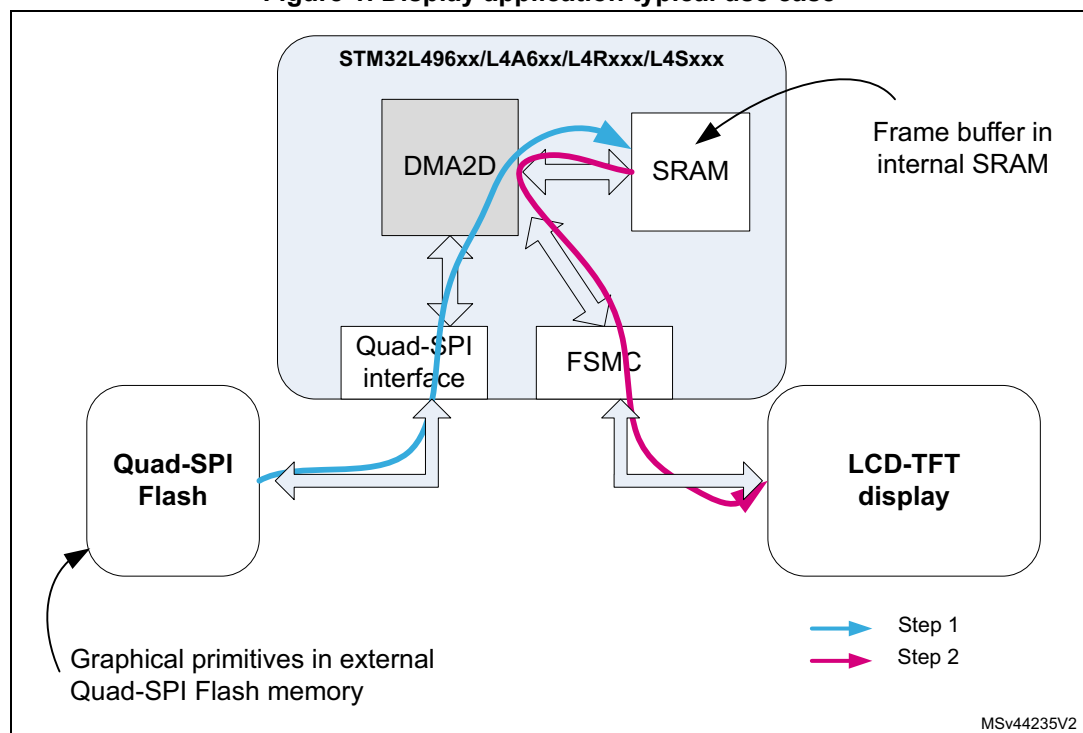 STM32L496xx/L4A6xx/L4Rxxx/L4Sxxx
DMA2D
SRAM
Frame buffer in
internal SRAM
Quad-SPI
interface
FSMC
Quad-SPI
Flash
LCD-TFT
display
Step 1
Step 2
Graphical primitives in external
Quad-SPI Flash memory
MSv44235V2